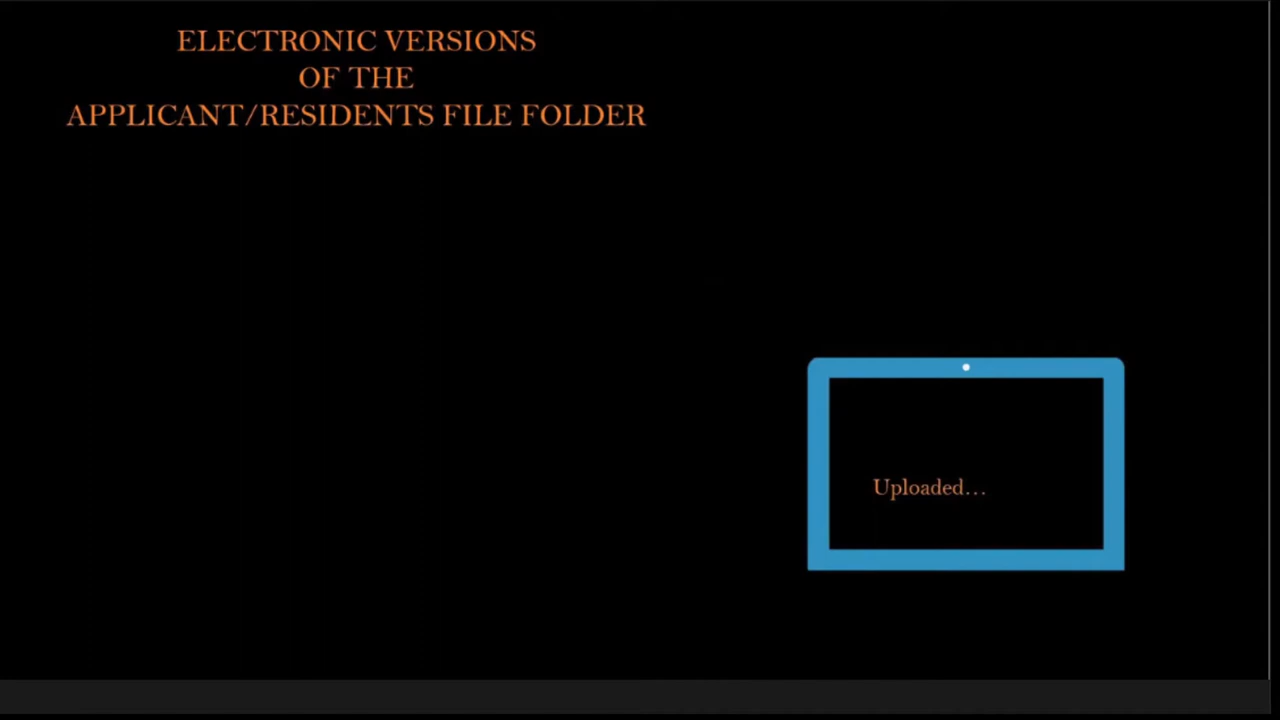 ELECTRONIC VERSIONS
OF THE
APPLICANT/RESIDENTS FILE FOLDER
Uploaded...